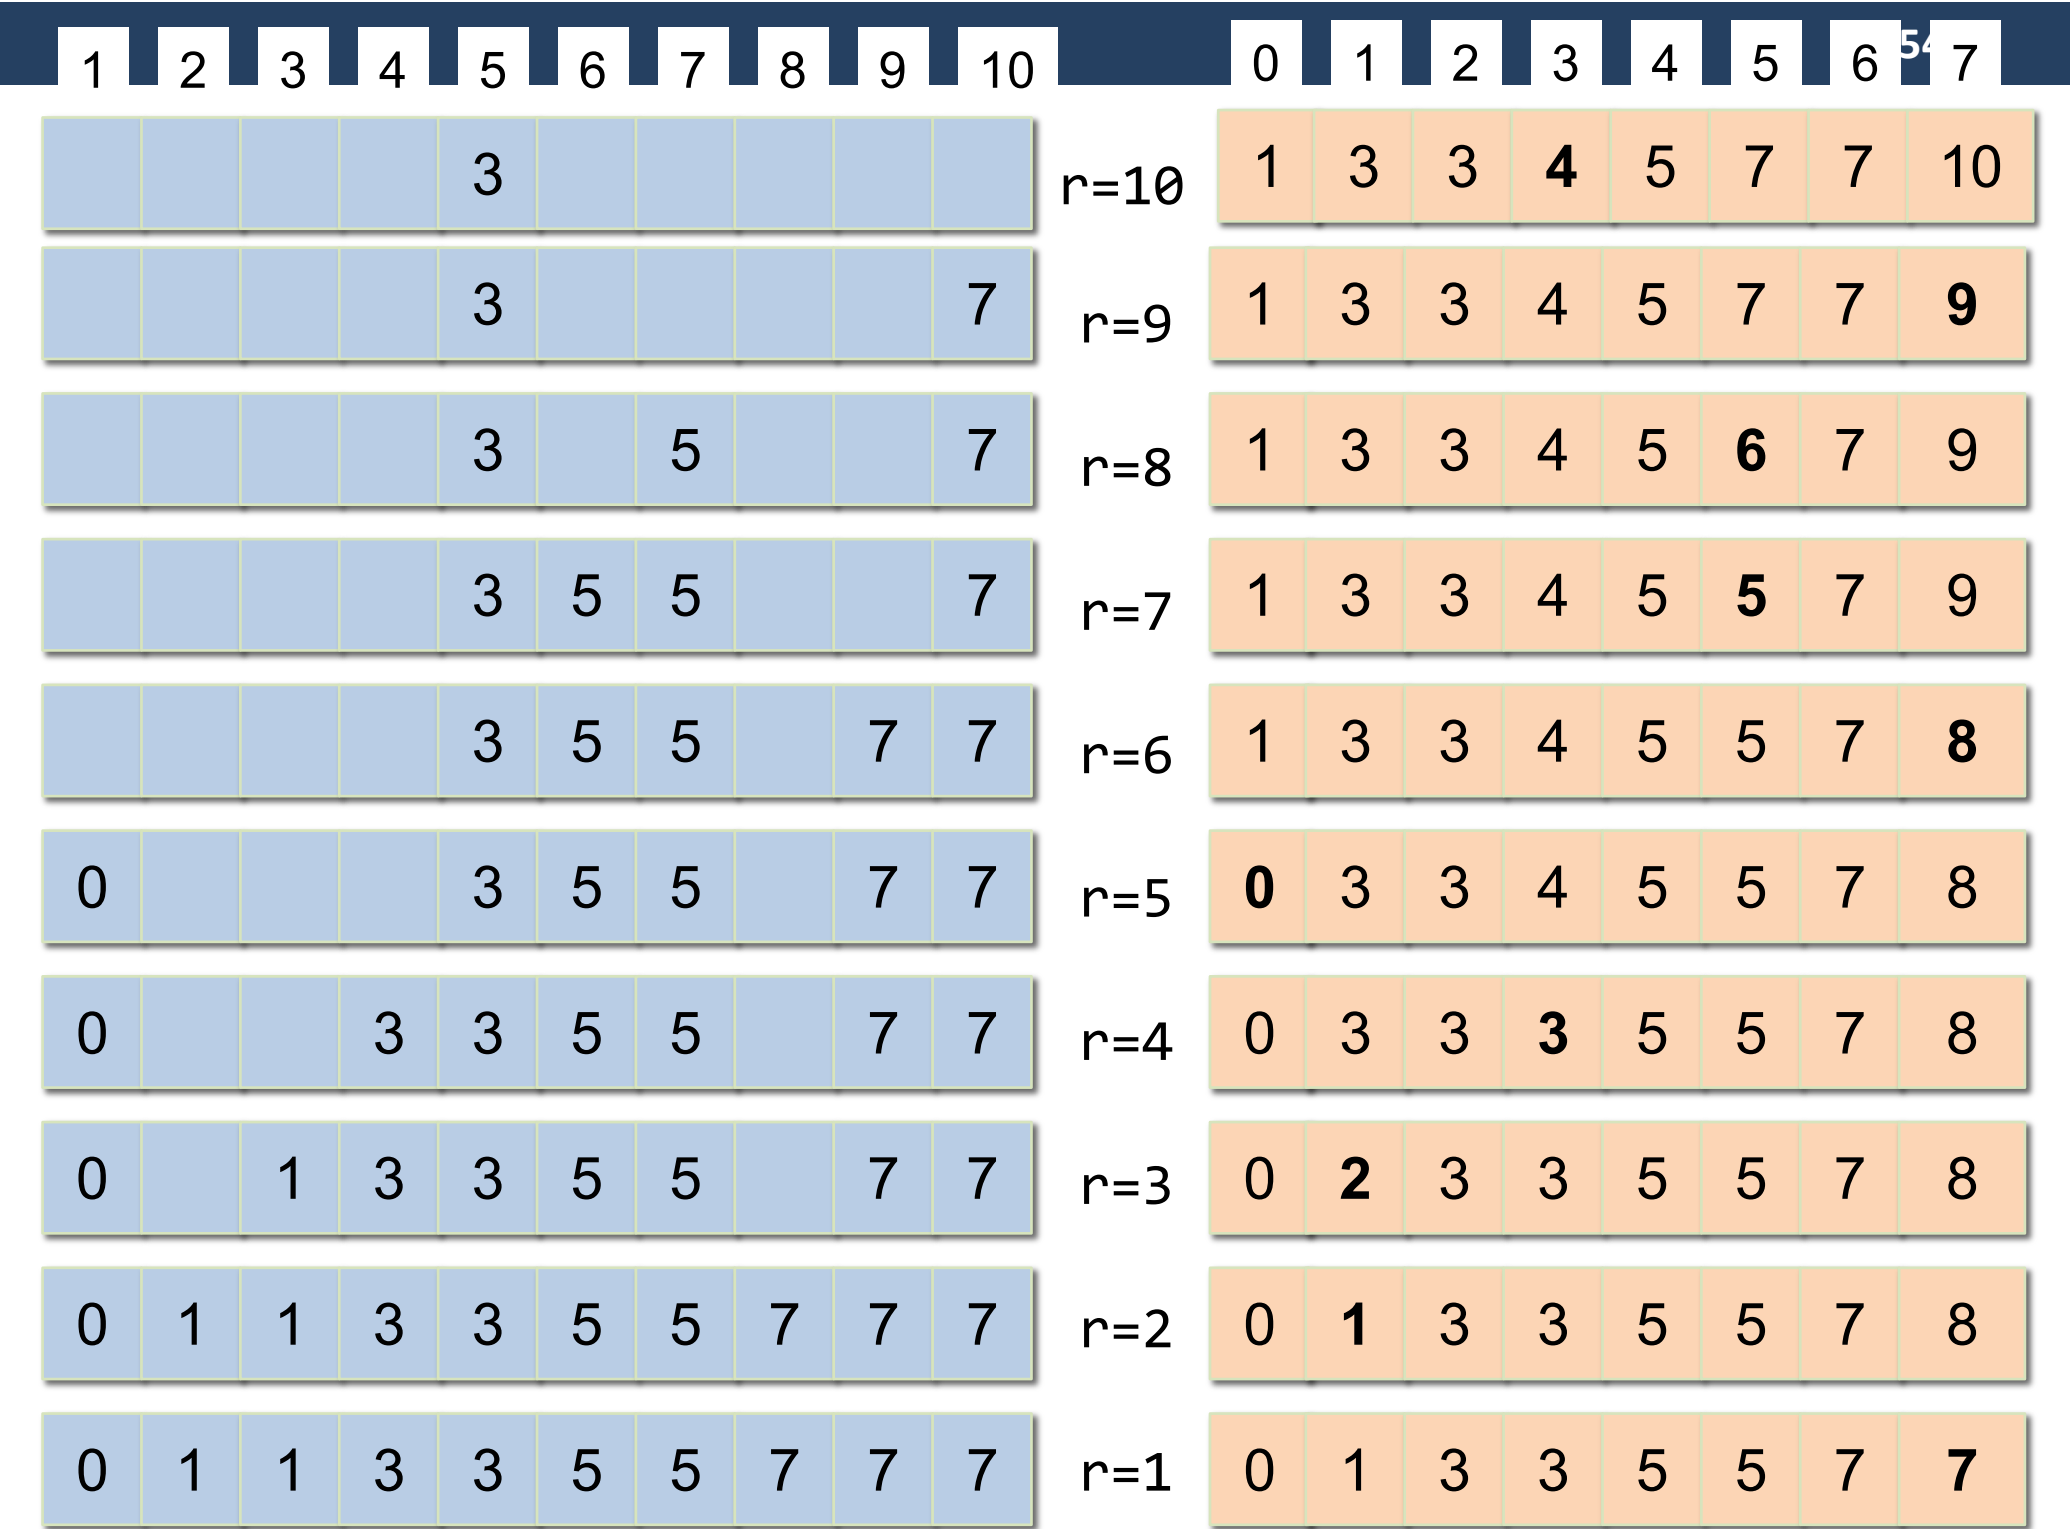 1 2 3 4 5 6 7 8 9 10 0 1 2 3 4 5 6 7
3 r=10 1 3 3 4 5 7 7 10
3 7 r=9 1 3 3 4 5 7 7 9
3 5 7 r=8 1 3 3 4 5 6 7 9
3 5 5 7 r=7 1 3 3 4 5 5 7 9
3 5 5 7 7 r=6 1 3 3 4 5 5 7 8
0 3 5 5 7 7 r=5 0 3 3 4 5 5 7 8
0 3 3 5 5 7 7 r=4 0 3 3 3 5 5 7 8
0 1 3 3 5 5 7 7 r=3 0 2 3 3 5 5 7 8
0 1 1 3 3 5 5 7 7 7 r=2 0 1 3 3 5 5 7 8
0 1 1 3 3 5 5 7 7 7 r=1 0 1 3 3 5 5 7 7